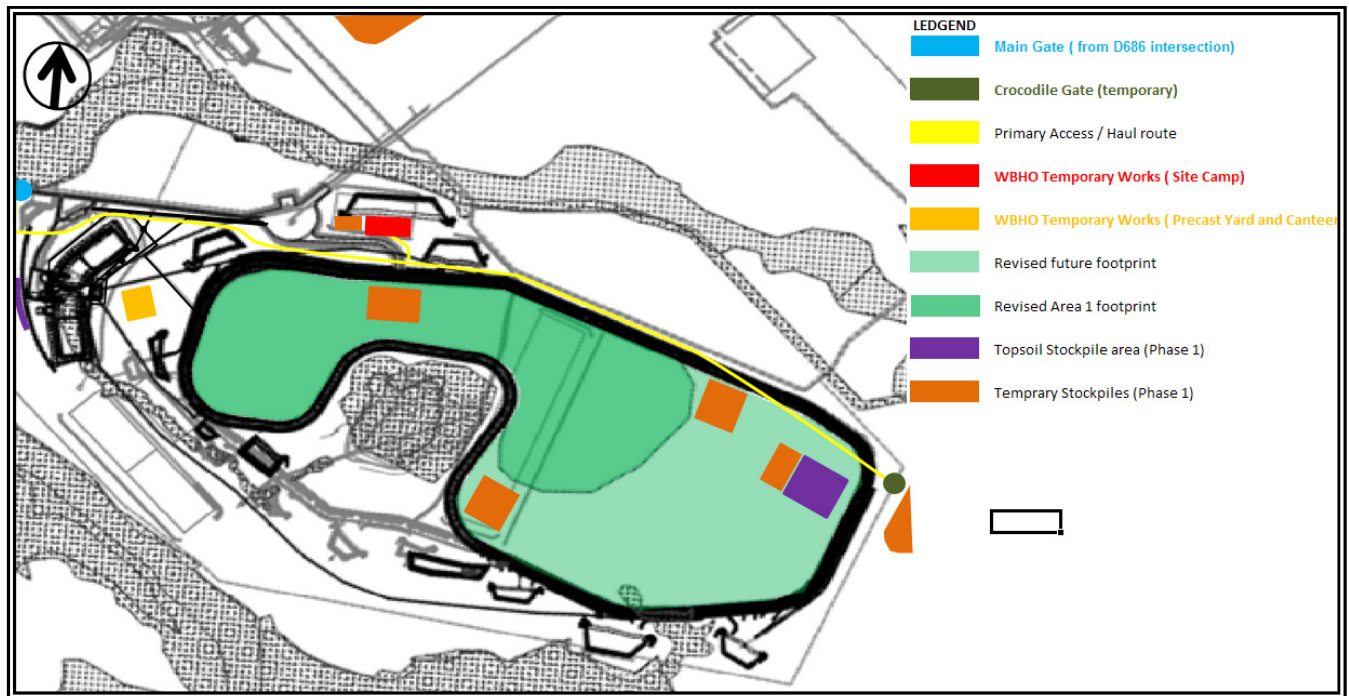 LEDGEND
Main Gate ( from D686 intersection)
Crocodile Gate (temporary)
Primary Access / Haul route
WBHO Temporary Works ( Site Camp)
WBHO Temporary Works ( Precast Yard and Canteen
Revised future footprint
Revised Area 1 footprint
Topsoil Stockpile area (Phase 1)
Temprary Stockpiles (Phase 1)